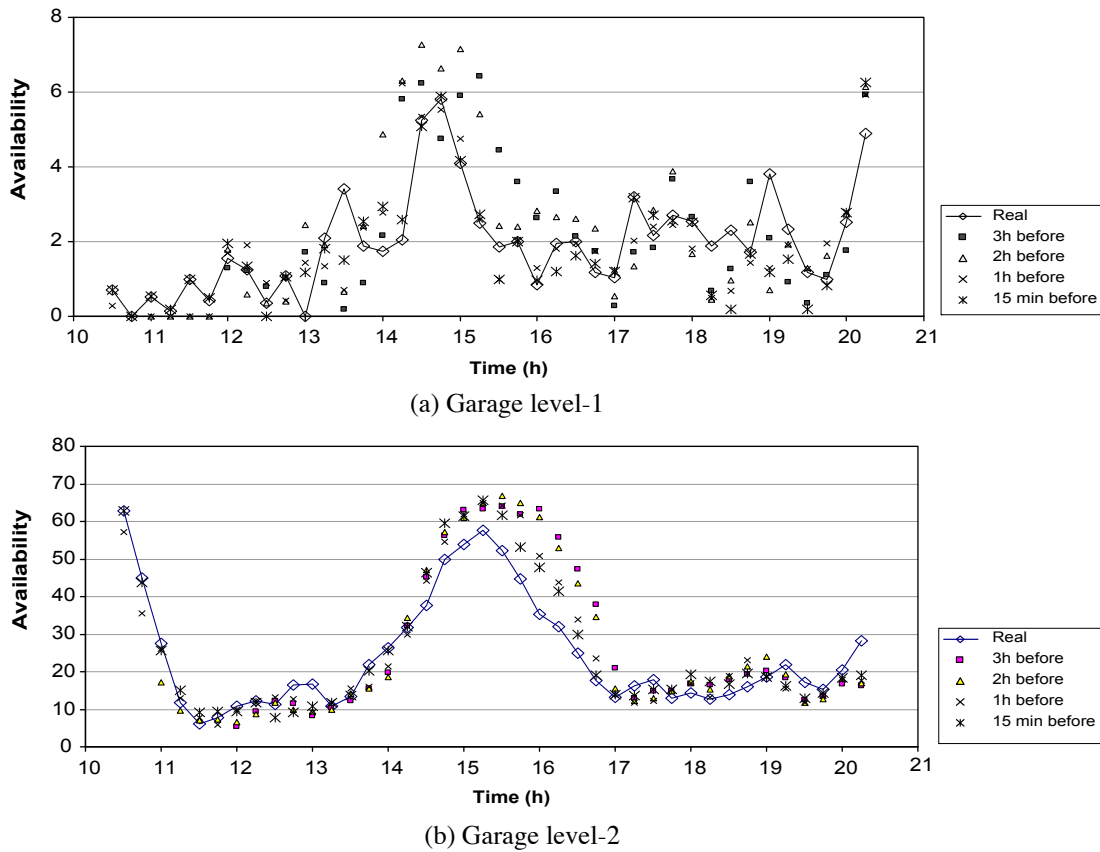 8
6
4
2
0
Availability
10 11 12 13 14 15 16 17 18 19 20 21
Time (h)
Real
3h before
2h before
1h before
15 min before
(a) Garage level-1
80
70
60
50
40
30
20
10
0
Availability
10 11 12 13 14 15 16 17 18 19 20 21
Time (h)
Real
3h before
2h before
1h before
15 min before
(b) Garage level-2